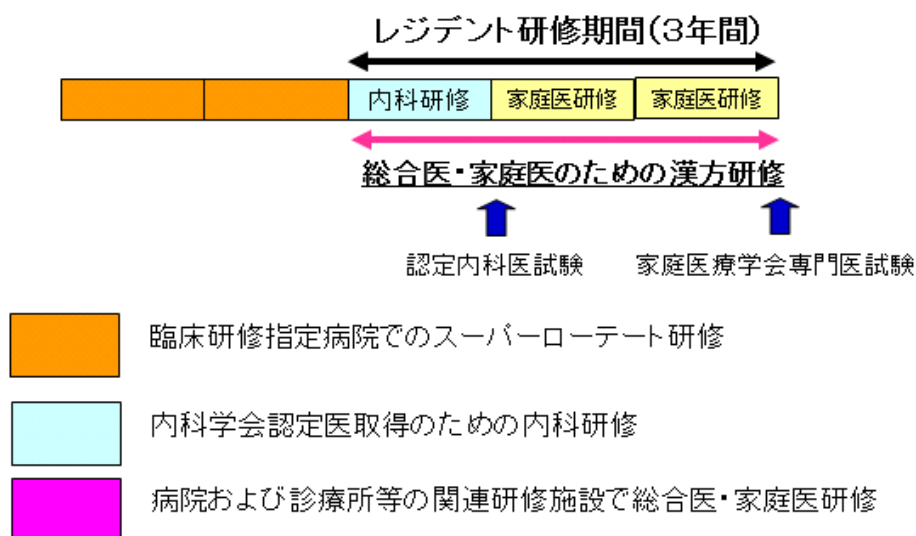 レジデント研修期間(3年間)
内科研修 家庭医研修 家庭医研修
総合医・家庭医のための漢方研修
認定内科医試験 家庭医療学会専門医試験
臨床研修指定病院でのスーパーローテート研修
内科学会認定医取得のための内科研修
病院および診療所等の関連研修施設で総合医・家庭医研修